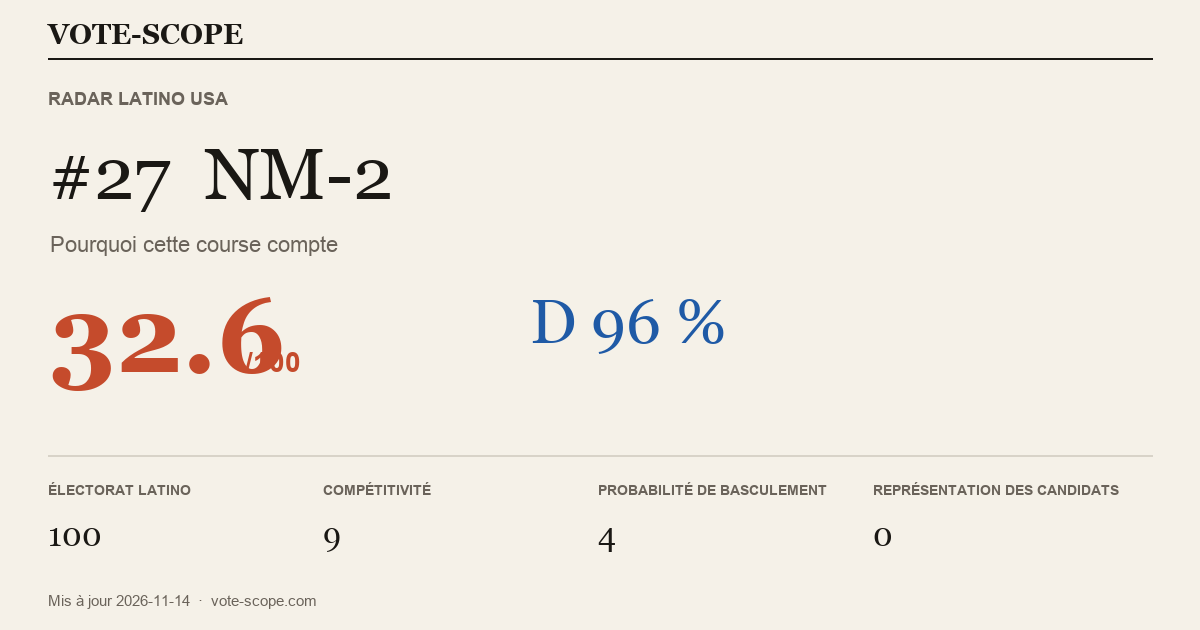 VOTE-SCOPE
RADAR LATINO USA
#27 NM-2
Pourquoi cette course compte
32.6/100
D 96 %
ÉLECTORAT LATINO
COMPÉTITIVITÉ
PROBABILITÉ DE BASCULEMENT
REPRÉSENTATION DES CANDIDATS
100
9
4
0
Mis à jour 2026-11-14 · vote-scope.com